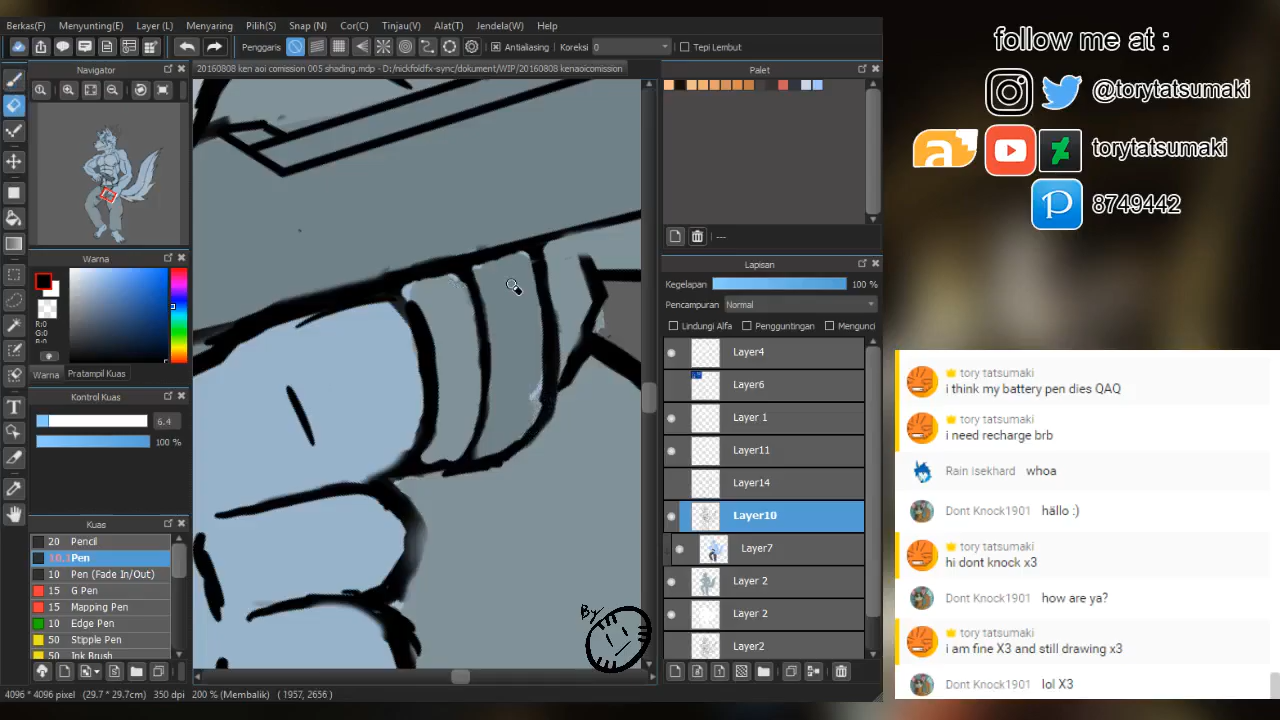 Berkas(F) Menyunting(E) Layer (L) Menyaring Pilih(S) Snap (N) Cor(C) Tinjau(V) Alat(T) Jendela(W) Help
Penggaris Antialiasing Koreksi 0 Tepi Lembut
Navigator
20160808 ken aoi comission 005 shading.mdp - D:/nickfoldfx-sync/dokument/WIP/20160808 kenaoicomission
Palet
---
Warna
R:0
G:0
B:0
Warna Pratampil Kuas
Kontrol Kuas
6.4
100 %
Kuas
20 Pencil
10.1 Pen
10 Pen (Fade In/Out)
15 G Pen
15 Mapping Pen
10 Edge Pen
50 Stipple Pen
50 Ink Brush
4096 * 4096 pixel (29.7 * 29.7cm) 350 dpi 200 % (Membalik) ( 1957, 2656 )
By
Lapisan
Kegelapan 100 %
Pencampuran Normal
Lindungi Alfa Pengguntingan Mengunci
Layer4
Layer6
Layer 1
Layer11
Layer14
Layer10
Layer7
Layer 2
Layer 2
Layer2
follow me at :
@torytatsumaki
torytatsumaki
8749442
tory tatsumaki
i think my battery pen dies QAQ
tory tatsumaki
i need recharge brb
Rain isekhard whoa
Dont Knock1901 hällo :)
tory tatsumaki
hi dont knock x3
Dont Knock1901 how are ya?
tory tatsumaki
i am fine X3 and still drawing x3
Dont Knock1901 lol X3